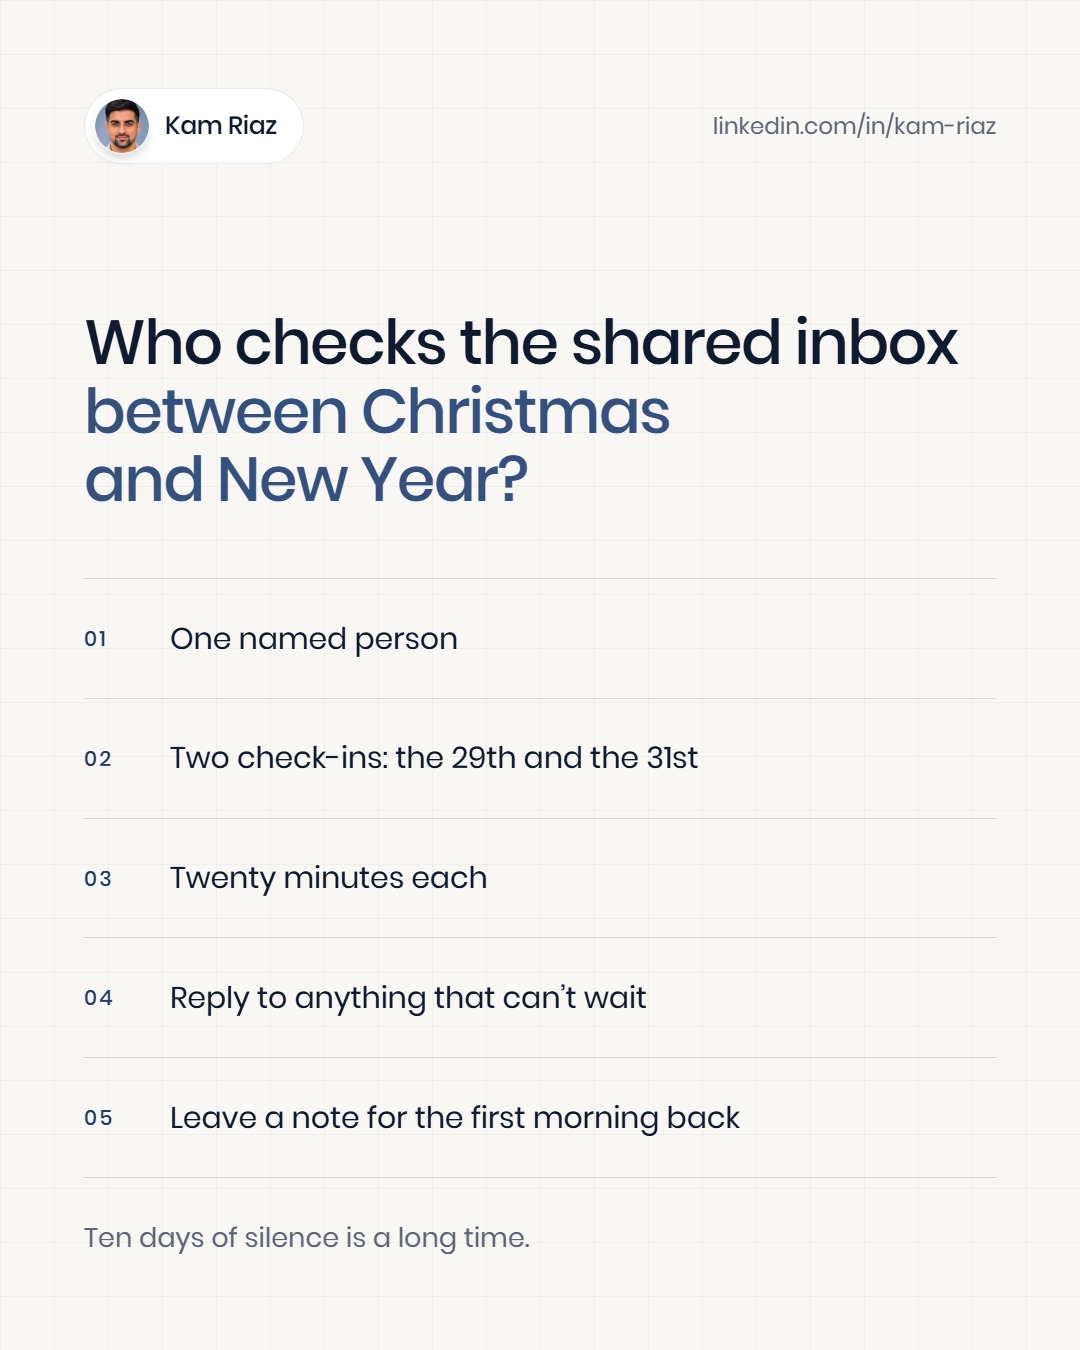 Kam Riaz
linkedin.com/in/kam-riaz
Who checks the shared inbox
between Christmas
and New Year?
01 One named person
02 Two check-ins: the 29th and the 31st
03 Twenty minutes each
04 Reply to anything that can’t wait
05 Leave a note for the first morning back
Ten days of silence is a long time.